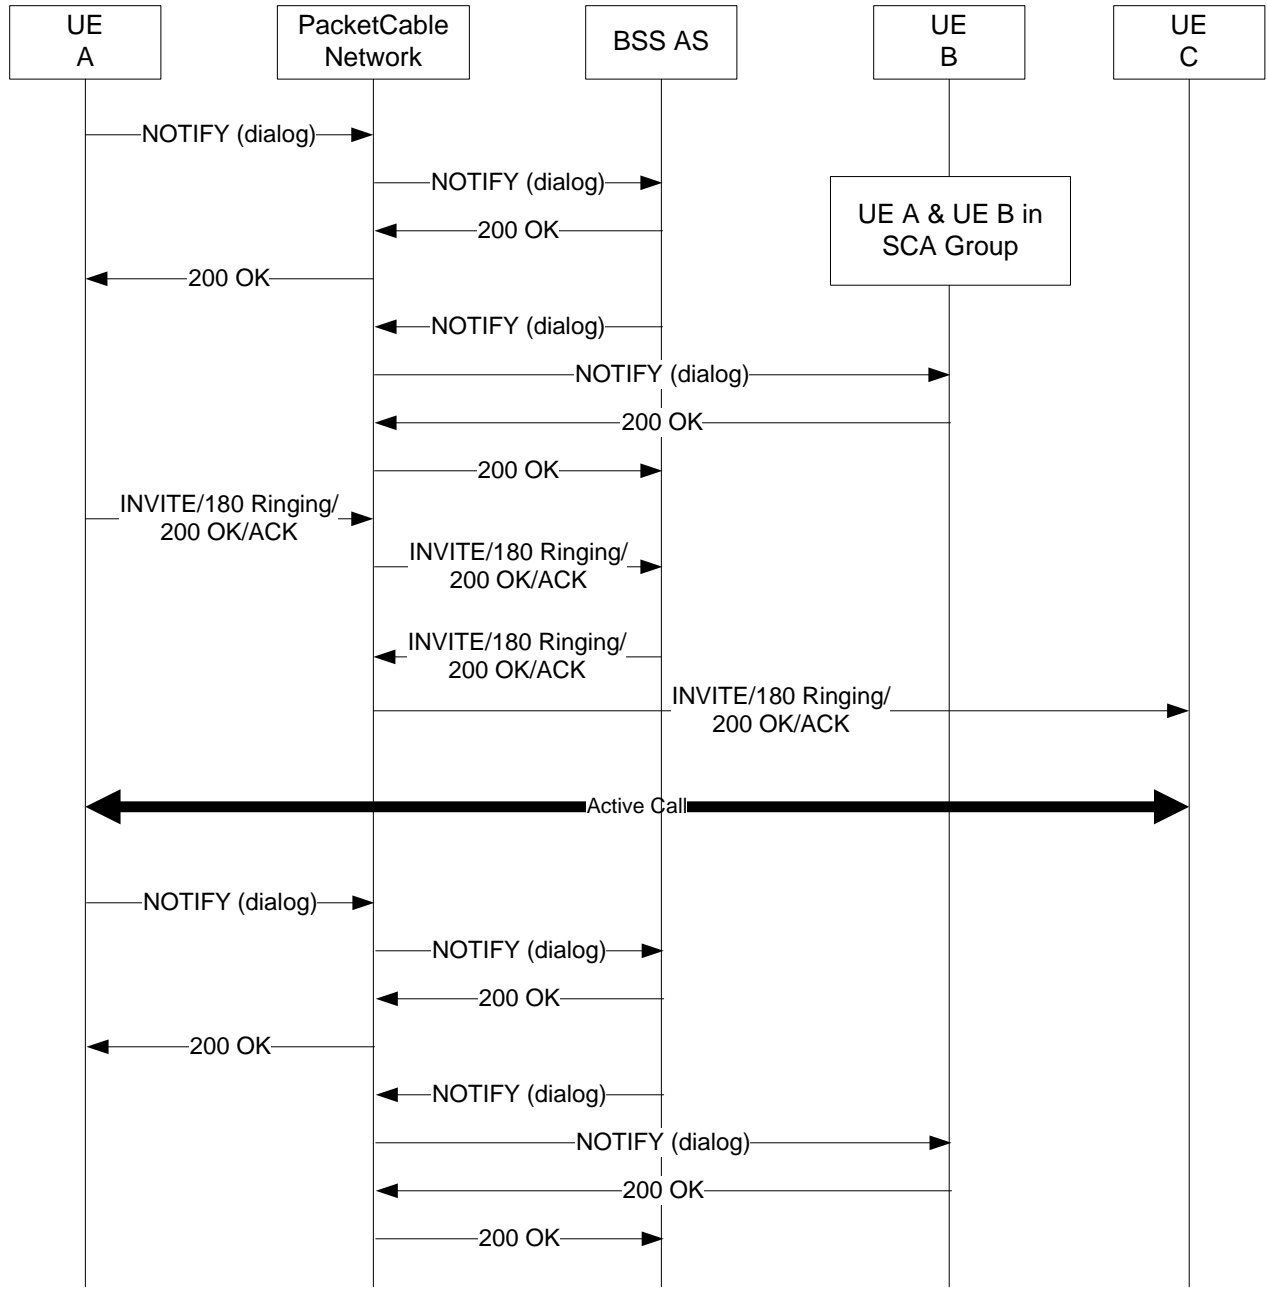 UE
A
PacketCable
Network
BSS AS
UE
B
UE
C
NOTIFY (dialog)
NOTIFY (dialog)
UE A & UE B in
SCA Group
200 OK
200 OK
NOTIFY (dialog)
NOTIFY (dialog)
200 OK
200 OK
INVITE/180 Ringing/
200 OK/ACK
INVITE/180 Ringing/
200 OK/ACK
INVITE/180 Ringing/
200 OK/ACK
INVITE/180 Ringing/
200 OK/ACK
Active Call
NOTIFY (dialog)
NOTIFY (dialog)
200 OK
200 OK
NOTIFY (dialog)
NOTIFY (dialog)
200 OK
200 OK